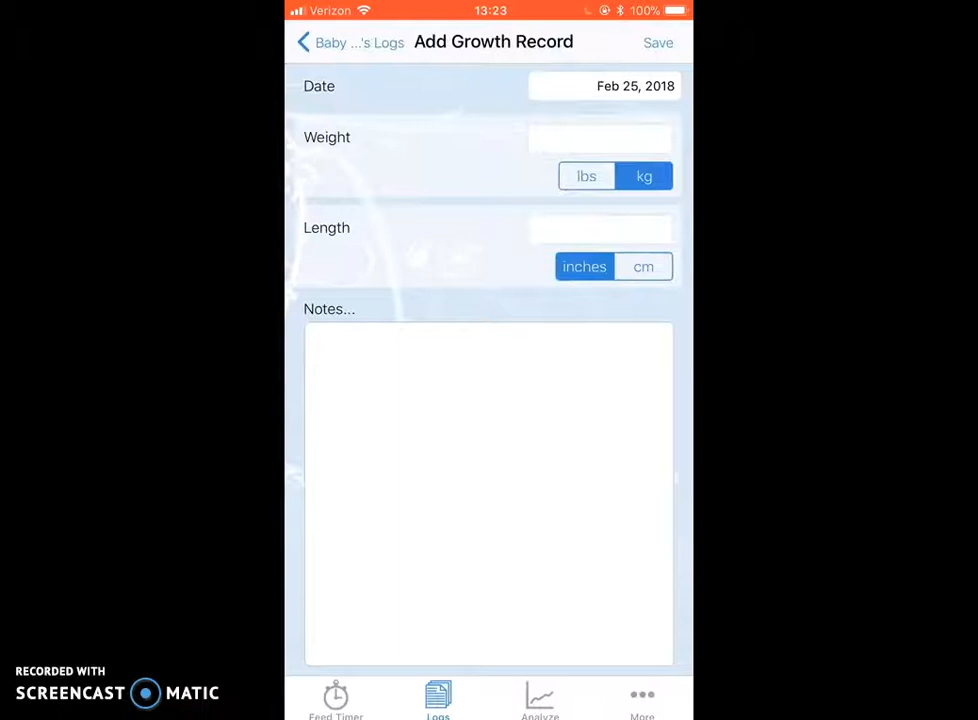 Verizon 13:23 100%
Baby ...'s Logs Add Growth Record Save
Date Feb 25, 2018
Weight
lbs kg
Length
inches cm
Notes...
RECORDED WITH
SCREENCAST MATIC
Feed Timer Logs Analyze More